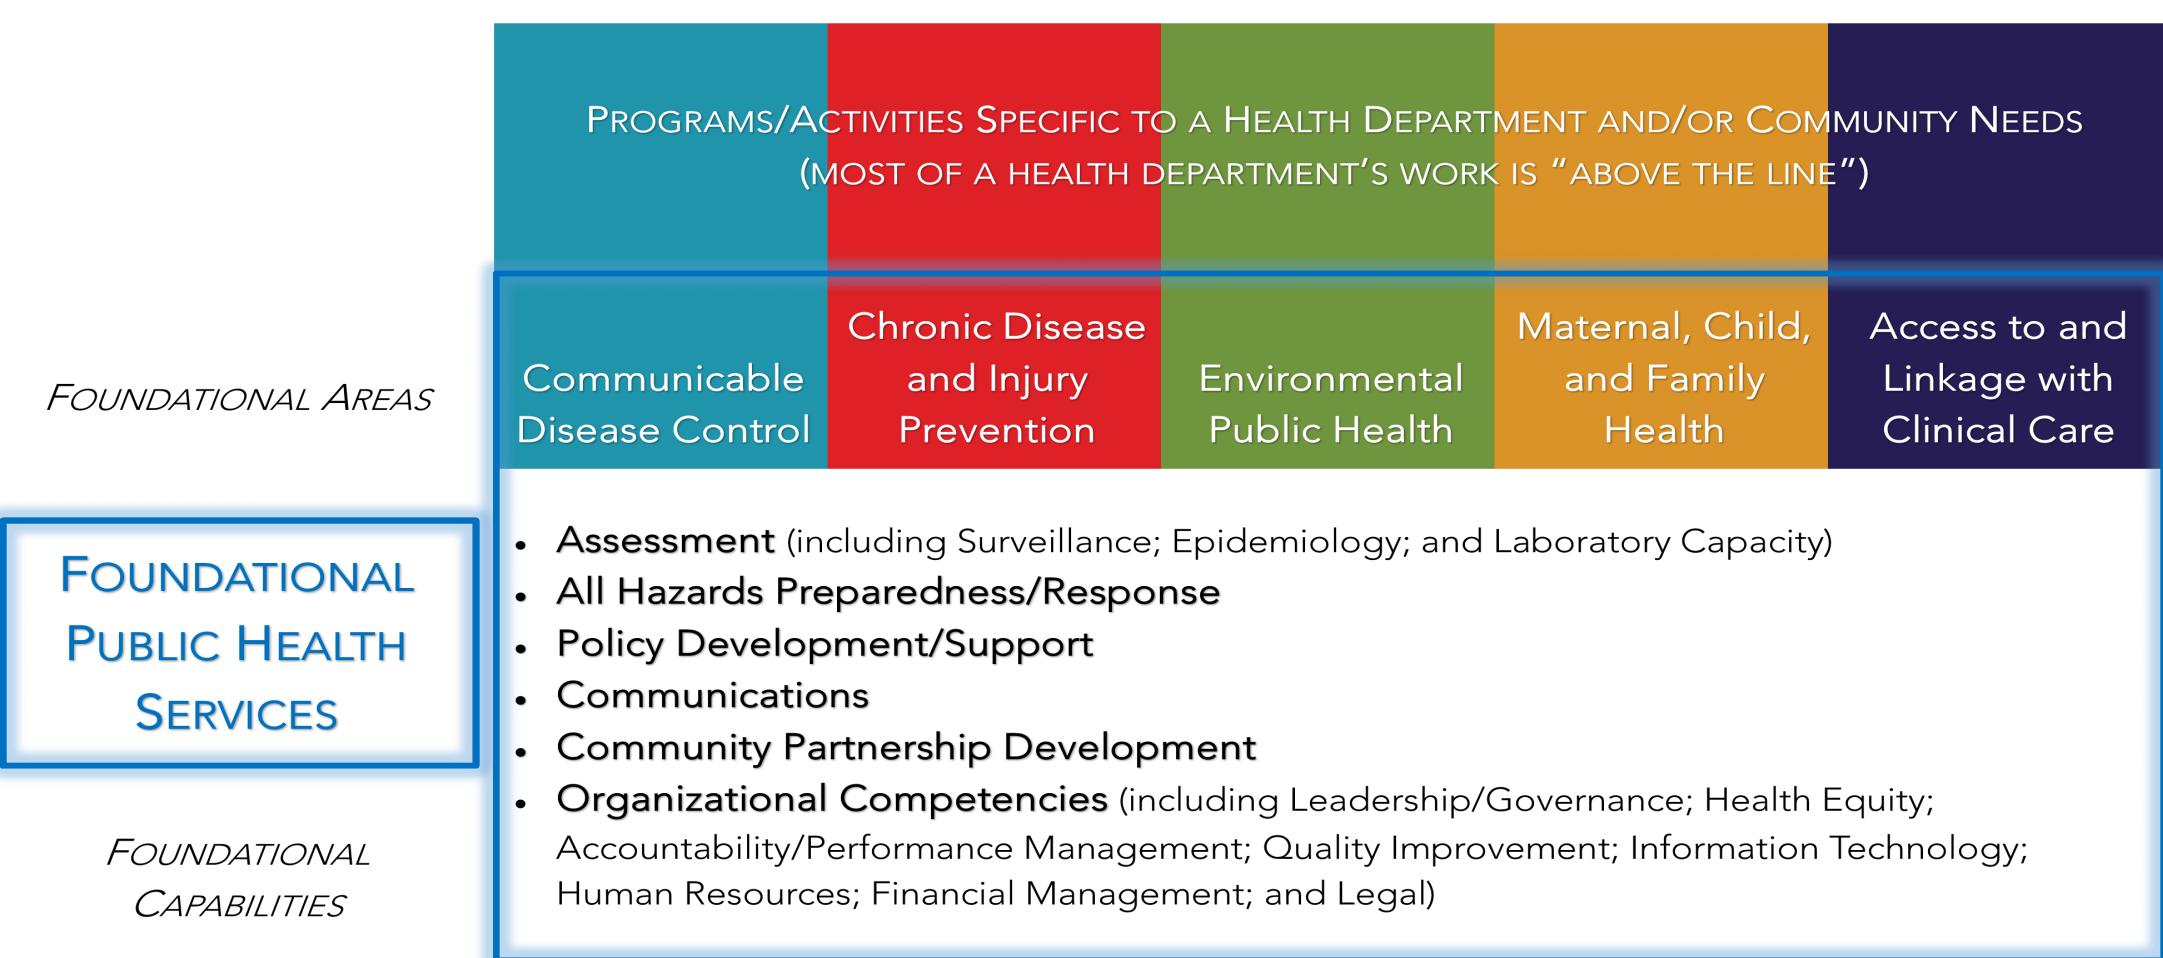 PROGRAMS/ACTIVITIES SPECIFIC TO A HEALTH DEPARTMENT AND/OR COMMUNITY NEEDS
(MOST OF A HEALTH DEPARTMENT'S WORK IS “ABOVE THE LINE”)
FOUNDATIONAL AREAS
Communicable
Disease Control
Chronic Disease
and Injury
Prevention
Environmental
Public Health
Maternal, Child,
and Family
Health
Access to and
Linkage with
Clinical Care
FOUNDATIONAL
PUBLIC HEALTH
SERVICES
FOUNDATIONAL
CAPABILITIES
• Assessment (including Surveillance; Epidemiology; and Laboratory Capacity)
• All Hazards Preparedness/Response
• Policy Development/Support
• Communications
• Community Partnership Development
• Organizational Competencies (including Leadership/Governance; Health Equity;
Accountability/Performance Management; Quality Improvement; Information Technology;
Human Resources; Financial Management; and Legal)